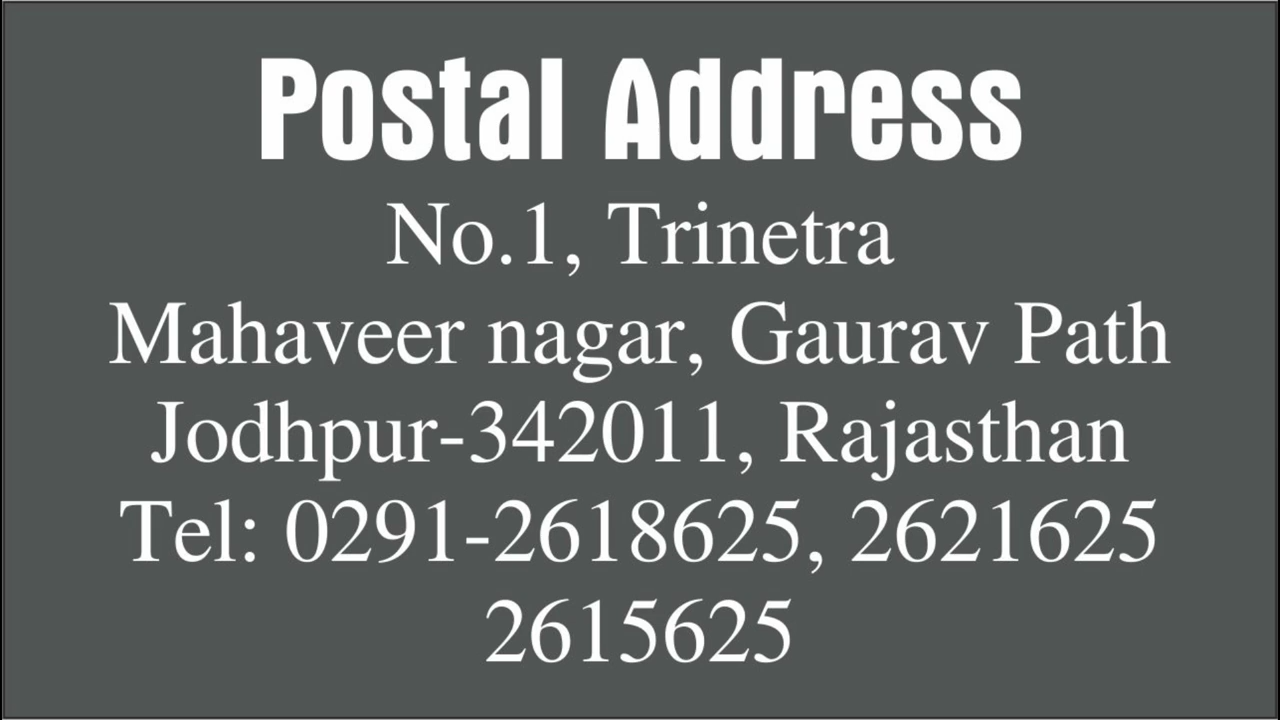 Postal Address
No.1, Trinetra
Mahaveer nagar, Gaurav Path
Jodhpur-342011, Rajasthan
Tel: 0291-2618625, 2621625
2615625